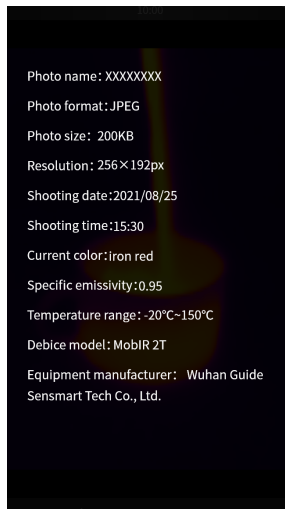 Photo name：XXXXXXXX
Photo format：JPEG
Photo size：200KB
Resolution：256×192px
Shooting date：2021/08/25
Shooting time：15:30
Current color：iron red
Specific emissivity：0.95
Temperature range：-20℃~150℃
Debice model：MobIR 2T
Equipment manufacturer： Wuhan Guide
Sensmart Tech Co., Ltd.